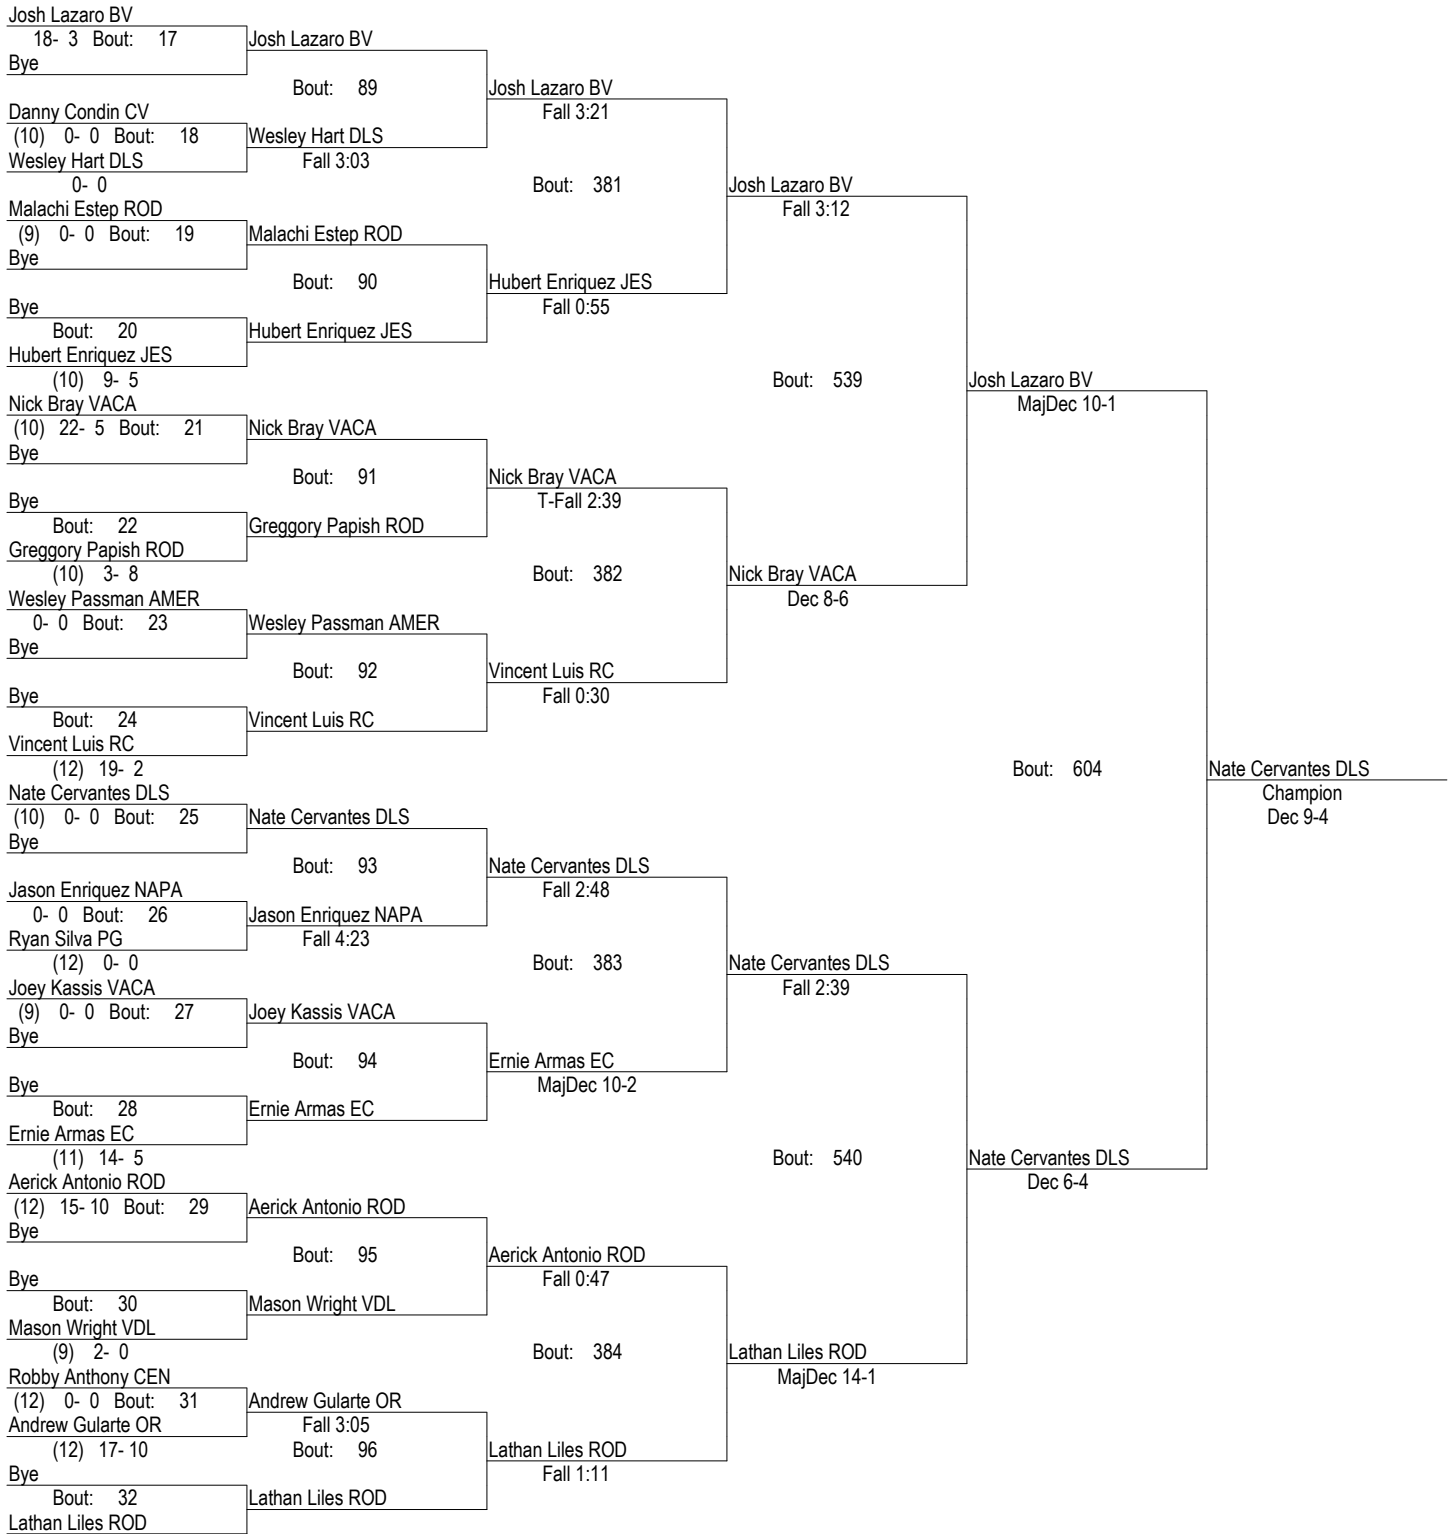 Josh Lazaro BV
18- 3 Bout: 17
Bye
Josh Lazaro BV
Bout: 89
Danny Condin CV
(10) 0- 0 Bout: 18
Wesley Hart DLS
0- 0
Wesley Hart DLS
Fall 3:03
Josh Lazaro BV
Fall 3:21
Bout: 381
Malachi Estep ROD
(9) 0- 0 Bout: 19
Bye
Malachi Estep ROD
Bout: 90
Bye
Bout: 20
Hubert Enriquez JES
(10) 9- 5
Hubert Enriquez JES
Hubert Enriquez JES
Fall 0:55
Josh Lazaro BV
Fall 3:12
Bout: 539
Nick Bray VACA
(10) 22- 5 Bout: 21
Bye
Nick Bray VACA
Bout: 91
Bye
Bout: 22
Greggory Papish ROD
(10) 3- 8
Greggory Papish ROD
Nick Bray VACA
T-Fall 2:39
Bout: 382
Wesley Passman AMER
0- 0 Bout: 23
Bye
Wesley Passman AMER
Bout: 92
Bye
Bout: 24
Vincent Luis RC
(12) 19- 2
Vincent Luis RC
Vincent Luis RC
Fall 0:30
Nick Bray VACA
Dec 8-6
Josh Lazaro BV
MajDec 10-1
Bout: 604
Nate Cervantes DLS
Champion
Dec 9-4
Nate Cervantes DLS
(10) 0- 0 Bout: 25
Bye
Nate Cervantes DLS
Bout: 93
Jason Enriquez NAPA
0- 0 Bout: 26
Ryan Silva PG
(12) 0- 0
Jason Enriquez NAPA
Fall 4:23
Nate Cervantes DLS
Fall 2:48
Bout: 383
Joey Kassis VACA
(9) 0- 0 Bout: 27
Bye
Joey Kassis VACA
Bout: 94
Bye
Bout: 28
Ernie Armas EC
(11) 14- 5
Ernie Armas EC
Ernie Armas EC
MajDec 10-2
Nate Cervantes DLS
Fall 2:39
Bout: 540
Nate Cervantes DLS
Dec 6-4
Aerick Antonio ROD
(12) 15- 10 Bout: 29
Bye
Aerick Antonio ROD
Bout: 95
Bye
Bout: 30
Mason Wright VDL
(9) 2- 0
Mason Wright VDL
Aerick Antonio ROD
Fall 0:47
Bout: 384
Lathan Liles ROD
MajDec 14-1
Robby Anthony CEN
(12) 0- 0 Bout: 31
Andrew Gularte OR
(12) 17- 10
Andrew Gularte OR
Fall 3:05
Bout: 96
Bye
Bout: 32
Lathan Liles ROD
Lathan Liles ROD
Lathan Liles ROD
Fall 1:11